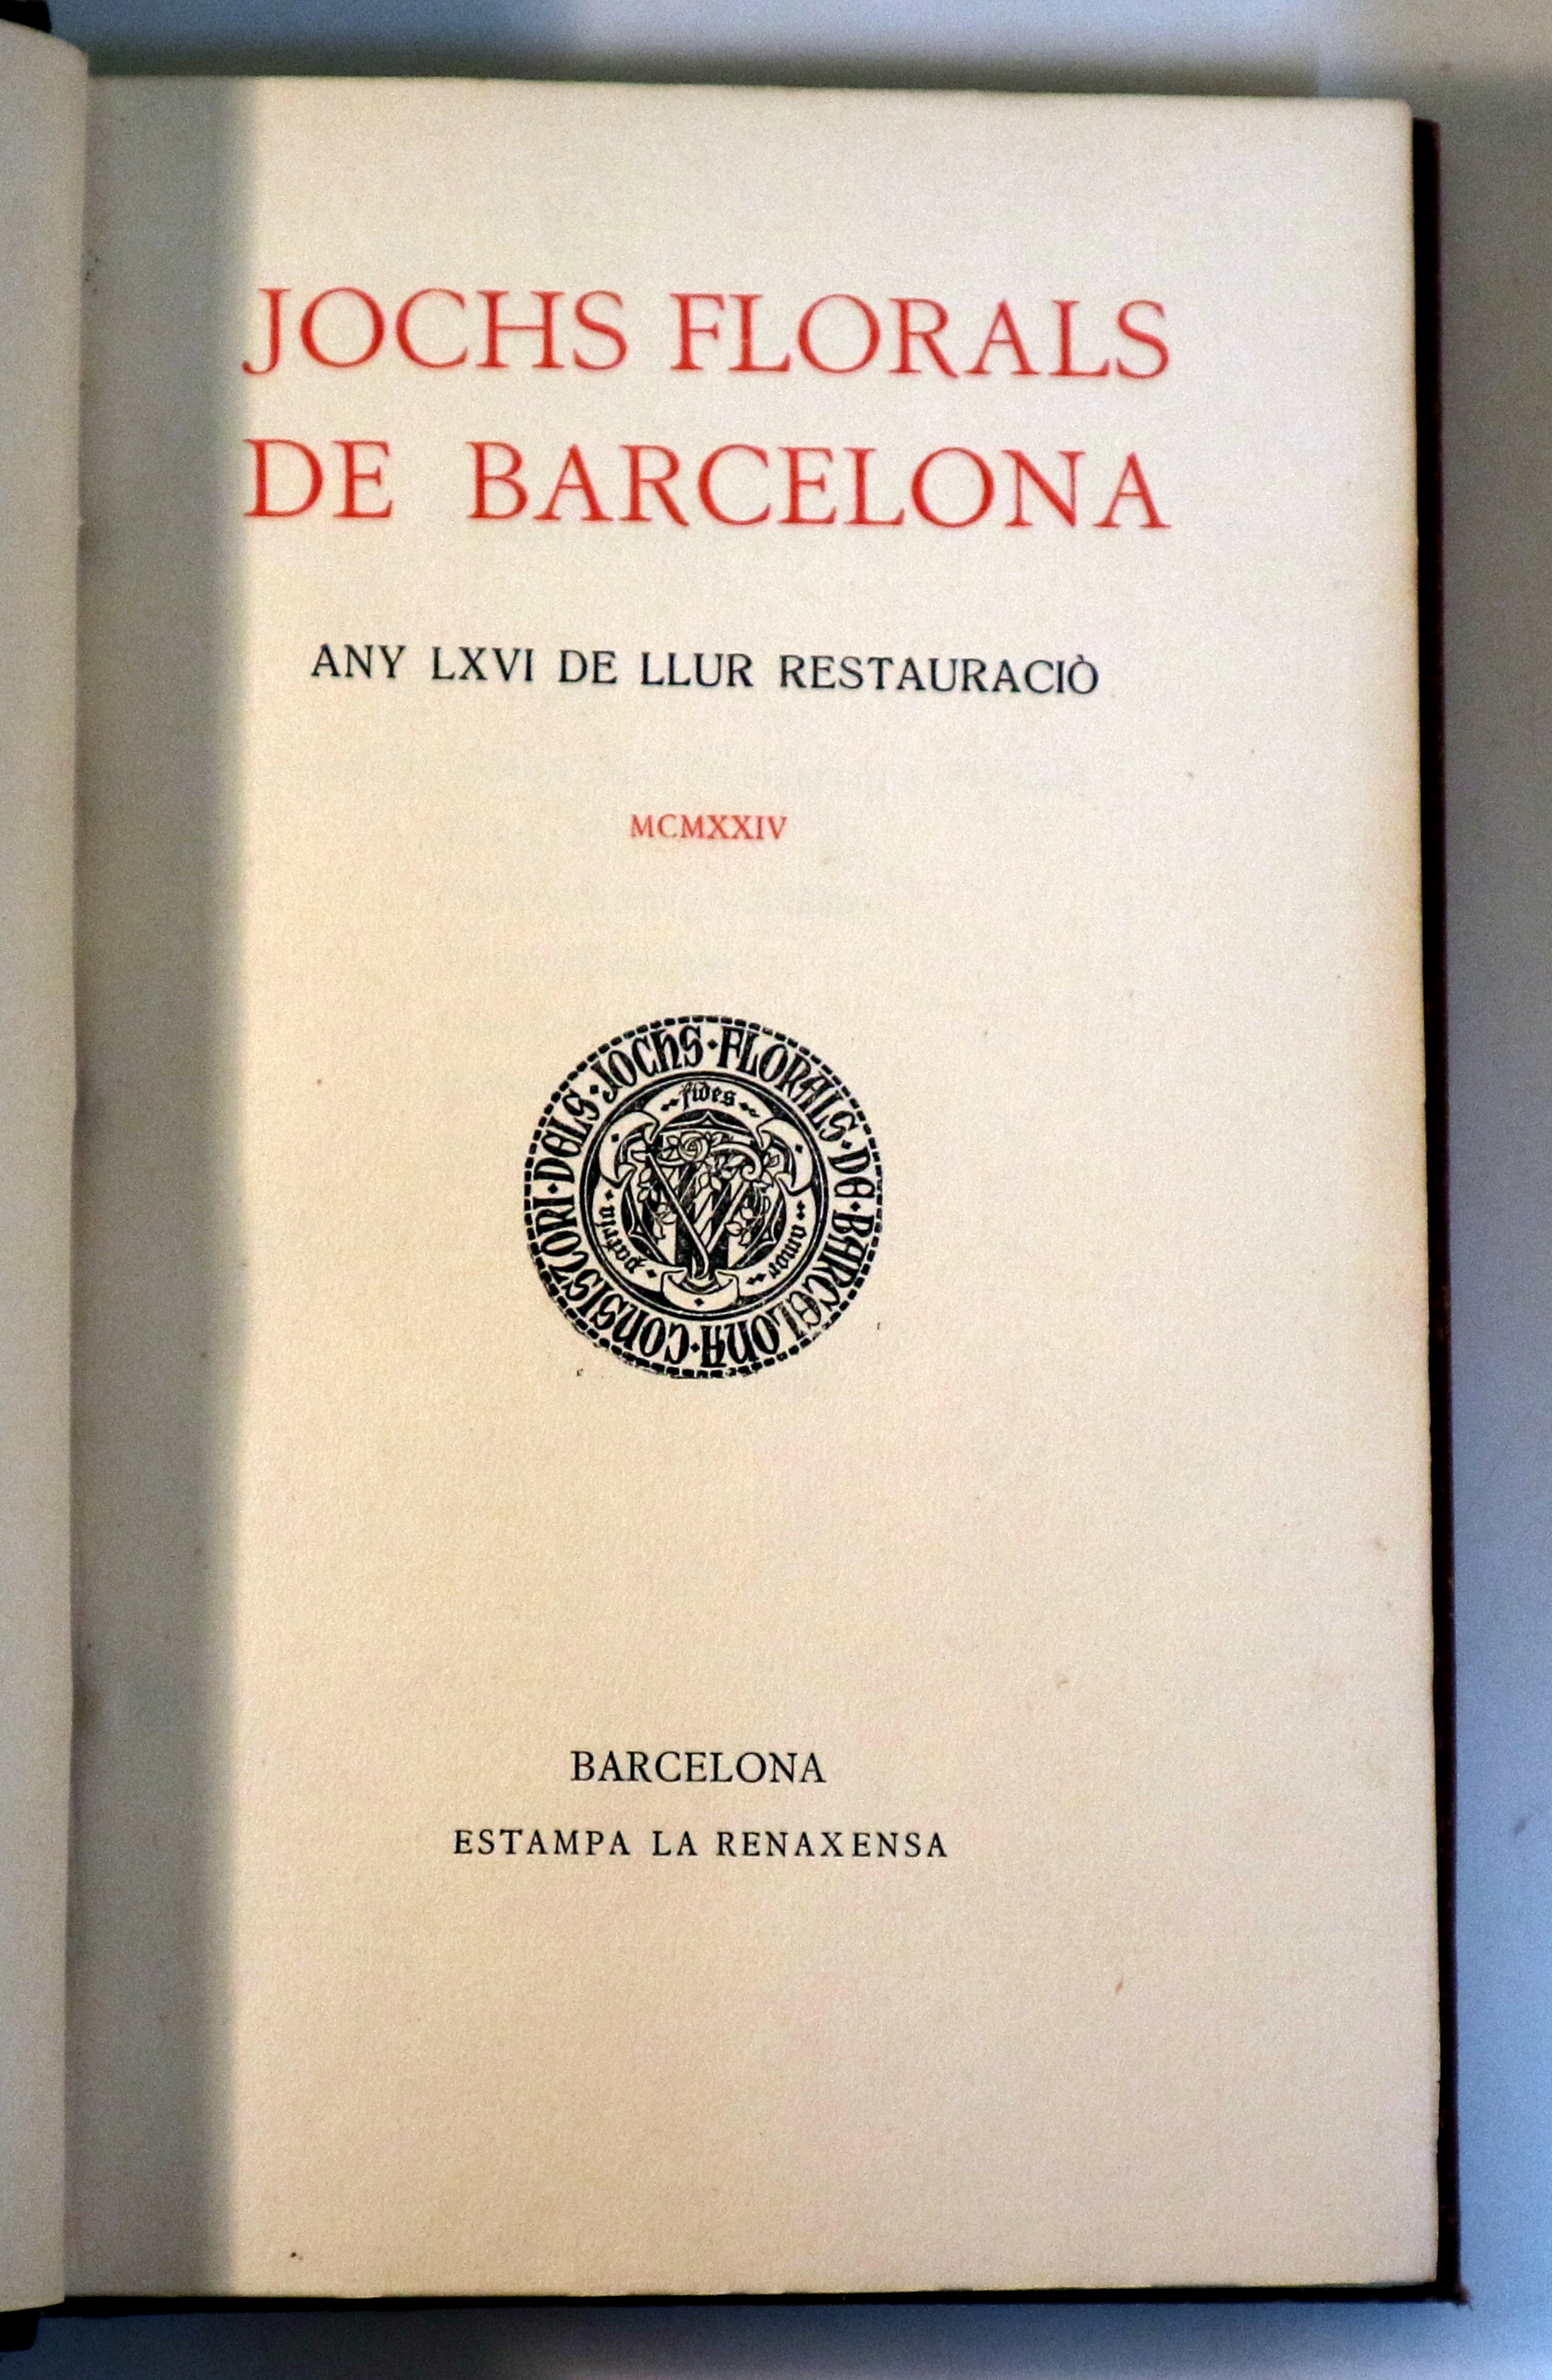 JOCHS FLORALS
DE BARCELONA
ANY LXVI DE LLUR RESTAURACIÒ
MCMXXIV
CONSISTORI · DELS · JOCHS · FLORALS · DE · BARCELONA ·
fides
amor
patria
BARCELONA
ESTAMPA LA RENAXENSA